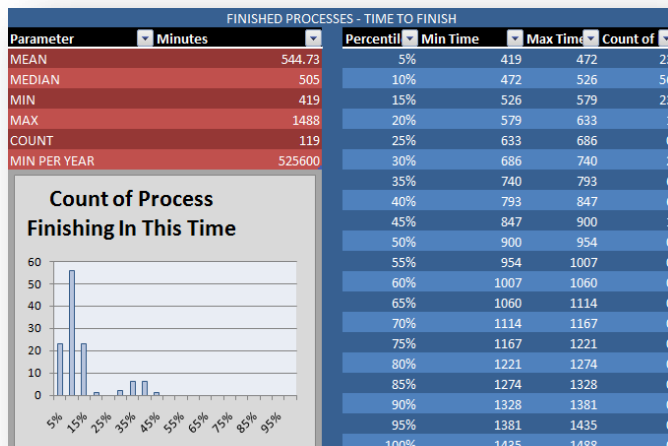 FINISHED PROCESSES - TIME TO FINISH
Parameter Minutes
MEAN 544.73
MEDIAN 505
MIN 419
MAX 1488
COUNT 119
MIN PER YEAR 525600
Count of Process
Finishing In This Time
60
50
40
30
20
10
0
5% 15% 25% 35% 45% 55% 65% 75% 85% 95%
Percentil Min Time Max Time Count of
5% 419 472
10% 472 526
15% 526 579
20% 579 633
25% 633 686
30% 686 740
35% 740 793
40% 793 847
45% 847 900
50% 900 954
55% 954 1007
60% 1007 1060
65% 1060 1114
70% 1114 1167
75% 1167 1221
80% 1221 1274
85% 1274 1328
90% 1328 1381
95% 1381 1435
100% 1435 1488